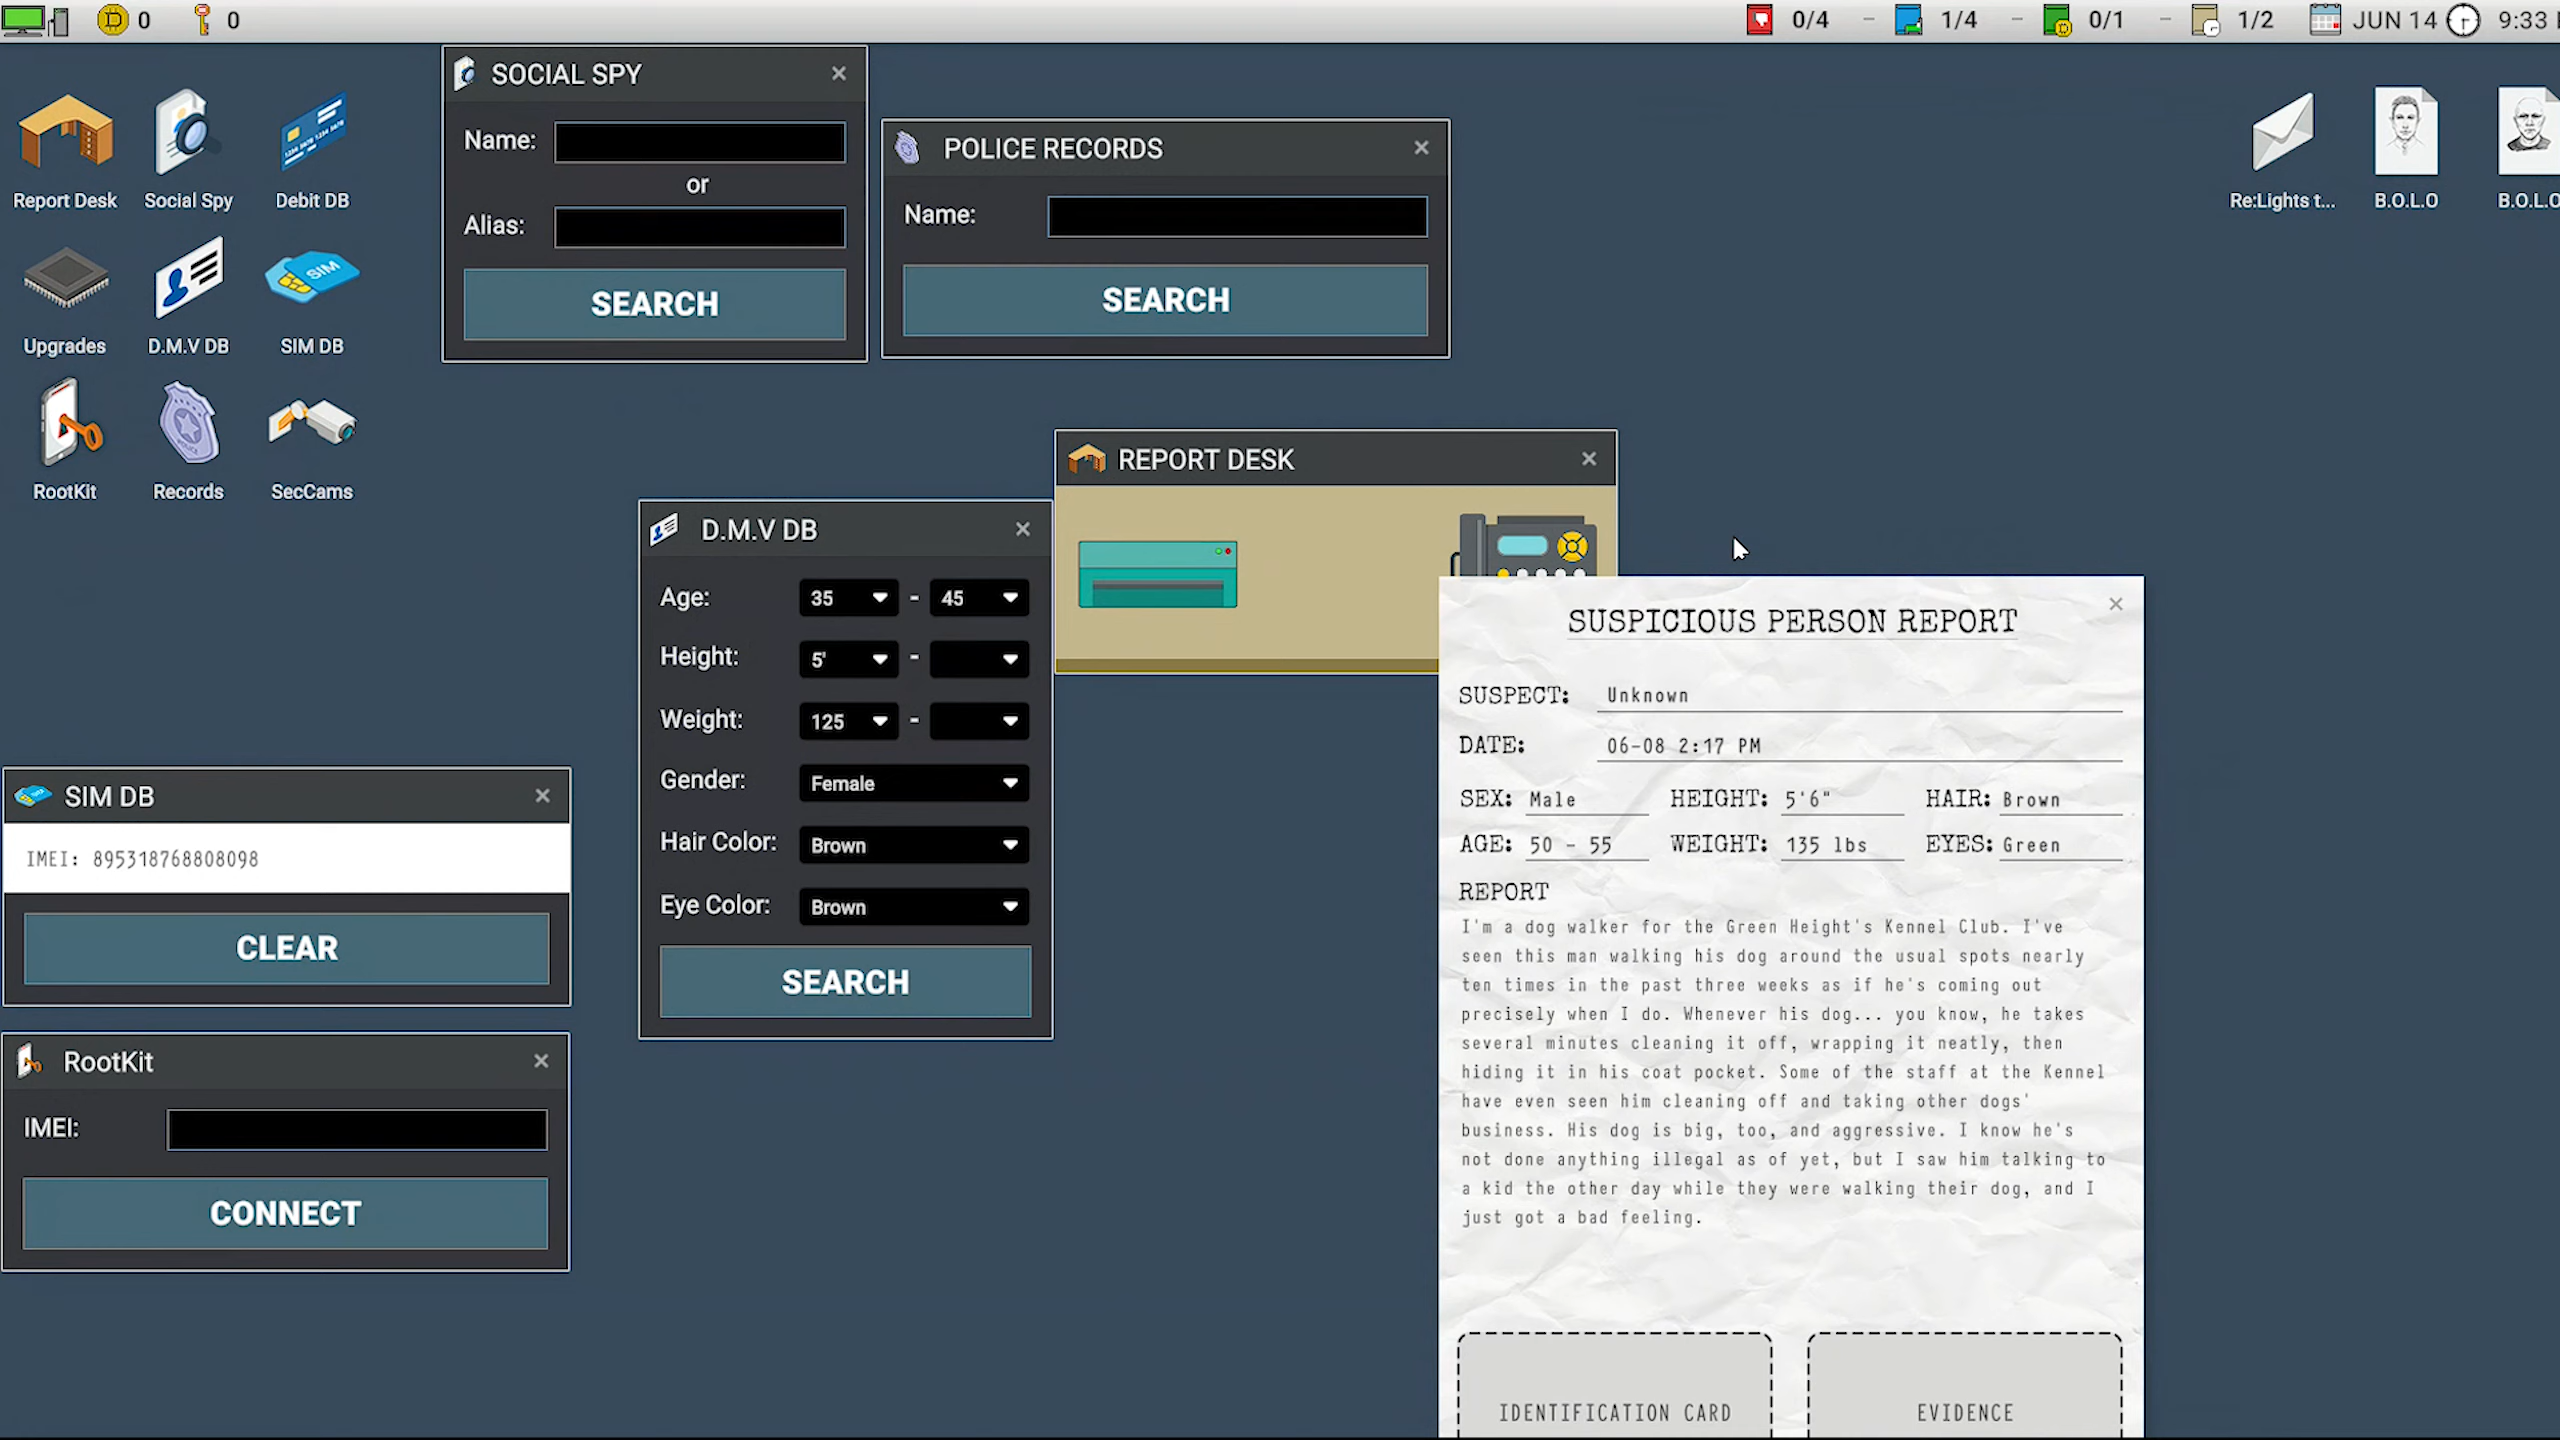 0
0
0/4 - 1/4 - 0/1 - 1/2
JUN 14
9:33
Report Desk
Social Spy
Debit DB
Upgrades
D.M.V DB
SIM DB
RootKit
Records
SecCams
Re:Lights t...
B.O.L.O
B.O.L.O
SOCIAL SPY
Name:
or
Alias:
SEARCH
POLICE RECORDS
Name:
SEARCH
REPORT DESK
D.M.V DB
Age: 35 - 45
Height: 5' -
Weight: 125 -
Gender: Female
Hair Color: Brown
Eye Color: Brown
SEARCH
SIM DB
IMEI: 895318768808098
CLEAR
RootKit
IMEI:
CONNECT
SUSPICIOUS PERSON REPORT
SUSPECT: Unknown
DATE: 06-08 2:17 PM
SEX: Male HEIGHT: 5'6" HAIR: Brown
AGE: 50 - 55 WEIGHT: 135 lbs EYES: Green
REPORT
I'm a dog walker for the Green Height's Kennel Club. I've
seen this man walking his dog around the usual spots nearly
ten times in the past three weeks as if he's coming out
precisely when I do. Whenever his dog... you know, he takes
several minutes cleaning it off, wrapping it neatly, then
hiding it in his coat pocket. Some of the staff at the Kennel
have even seen him cleaning off and taking other dogs'
business. His dog is big, too, and aggressive. I know he's
not done anything illegal as of yet, but I saw him talking to
a kid the other day while they were walking their dog, and I
just got a bad feeling.
IDENTIFICATION CARD
EVIDENCE